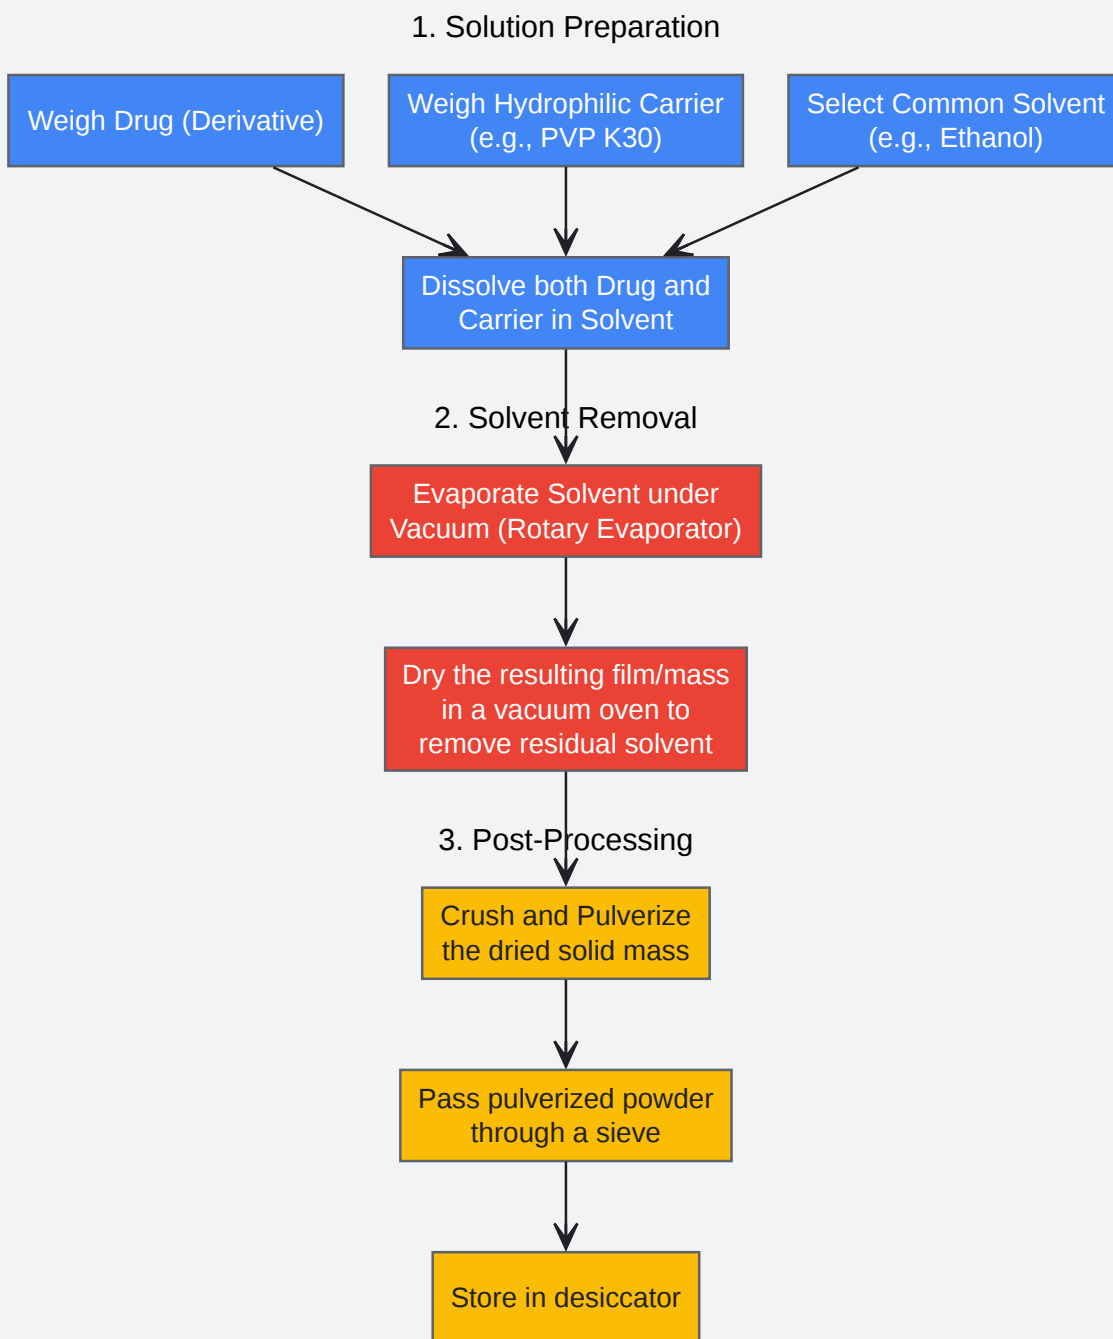 1. Solution Preparation
Weigh Drug (Derivative)
Weigh Hydrophilic Carrier
(e.g., PVP K30)
Select Common Solvent
(e.g., Ethanol)
Dissolve both Drug and
Carrier in Solvent
2. Solvent Removal
Evaporate Solvent under
Vacuum (Rotary Evaporator)
Dry the resulting film/mass
in a vacuum oven to
remove residual solvent
3. Post-Processing
Crush and Pulverize
the dried solid mass
Pass pulverized powder
through a sieve
Store in desiccator